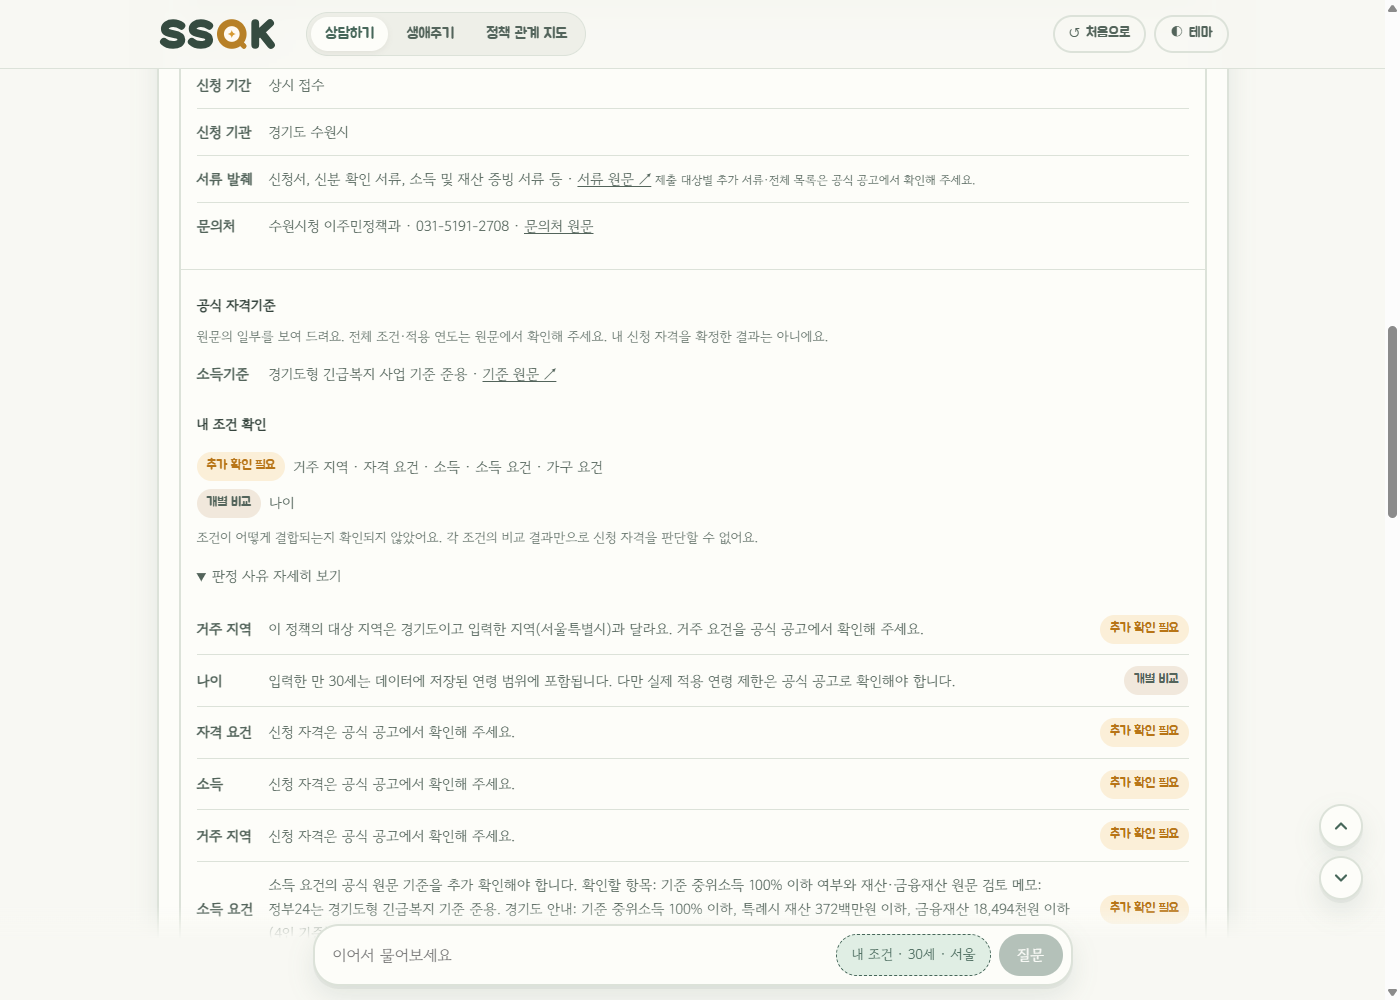 SSQK
상담하기
생애주기
정책 관계 지도
↺ 처음으로
◐ 테마
신청 기간 상시 접수
신청 기관 경기도 수원시
서류 발췌 신청서, 신분 확인 서류, 소득 및 재산 증빙 서류 등 · 서류 원문 ↗ 제출 대상별 추가 서류·전체 목록은 공식 공고에서 확인해 주세요.
문의처 수원시청 이주민정책과 · 031-5191-2708 · 문의처 원문
공식 자격기준
원문의 일부를 보여 드려요. 전체 조건·적용 연도는 원문에서 확인해 주세요. 내 신청 자격을 확정한 결과는 아니에요.
소득기준 경기도형 긴급복지 사업 기준 준용 · 기준 원문 ↗
내 조건 확인
추가 확인 필요 거주 지역 · 자격 요건 · 소득 · 소득 요건 · 가구 요건
개별 비교 나이
조건이 어떻게 결합되는지 확인되지 않았어요. 각 조건의 비교 결과만으로 신청 자격을 판단할 수 없어요.
▼ 판정 사유 자세히 보기
거주 지역 이 정책의 대상 지역은 경기도이고 입력한 지역(서울특별시)과 달라요. 거주 요건을 공식 공고에서 확인해 주세요. 추가 확인 필요
나이 입력한 만 30세는 데이터에 저장된 연령 범위에 포함됩니다. 다만 실제 적용 연령 제한은 공식 공고로 확인해야 합니다. 개별 비교
자격 요건 신청 자격은 공식 공고에서 확인해 주세요. 추가 확인 필요
소득 신청 자격은 공식 공고에서 확인해 주세요. 추가 확인 필요
거주 지역 신청 자격은 공식 공고에서 확인해 주세요. 추가 확인 필요
소득 요건의 공식 원문 기준을 추가 확인해야 합니다. 확인할 항목: 기준 중위소득 100% 이하 여부와 재산·금융재산 원문 검토 메모:
소득 요건 정부24는 경기도형 긴급복지 기준 준용. 경기도 안내: 기준 중위소득 100% 이하, 특례시 재산 372백만원 이하, 금융재산 18,494천원 이하 추가 확인 필요
(4인 기준
이어서 물어보세요
내 조건 · 30세 · 서울
질문